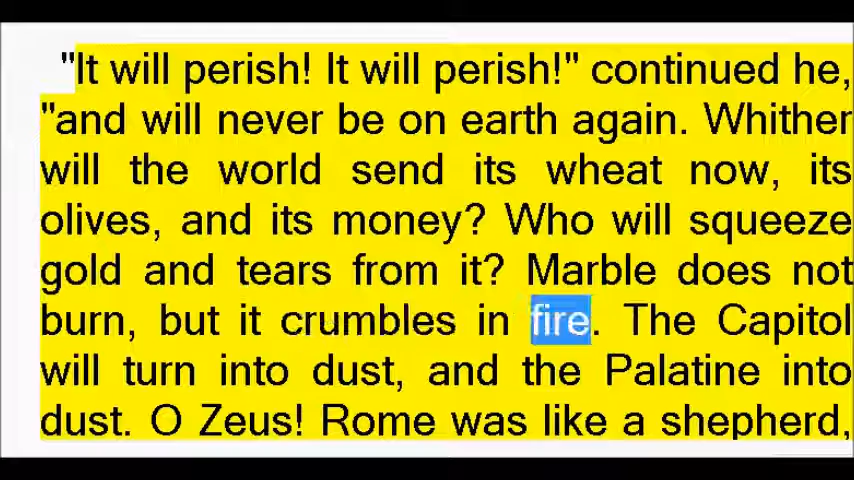 "It will perish! It will perish!" continued he,
"and will never be on earth again. Whither
will the world send its wheat now, its
olives, and its money? Who will squeeze
gold and tears from it? Marble does not
burn, but it crumbles in fire. The Capitol
will turn into dust, and the Palatine into
dust. O Zeus! Rome was like a shepherd,